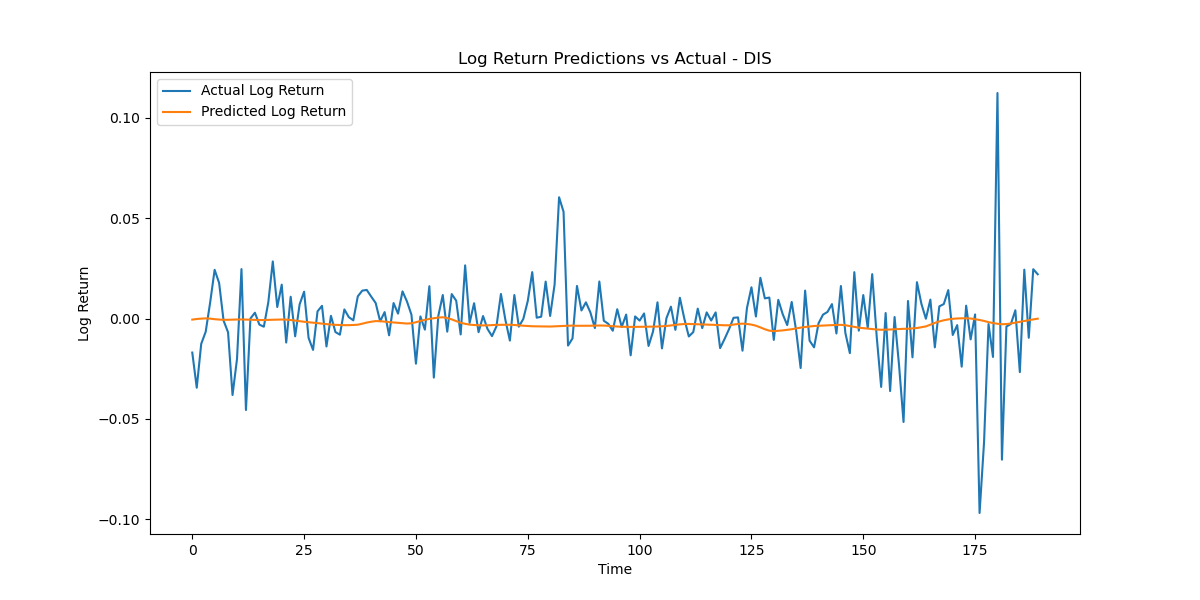 Log Return Predictions vs Actual - DIS
Actual Log Return
Predicted Log Return
Log Return
0.10
0.05
0.00
−0.05
−0.10
0 25 50 75 100 125 150 175
Time